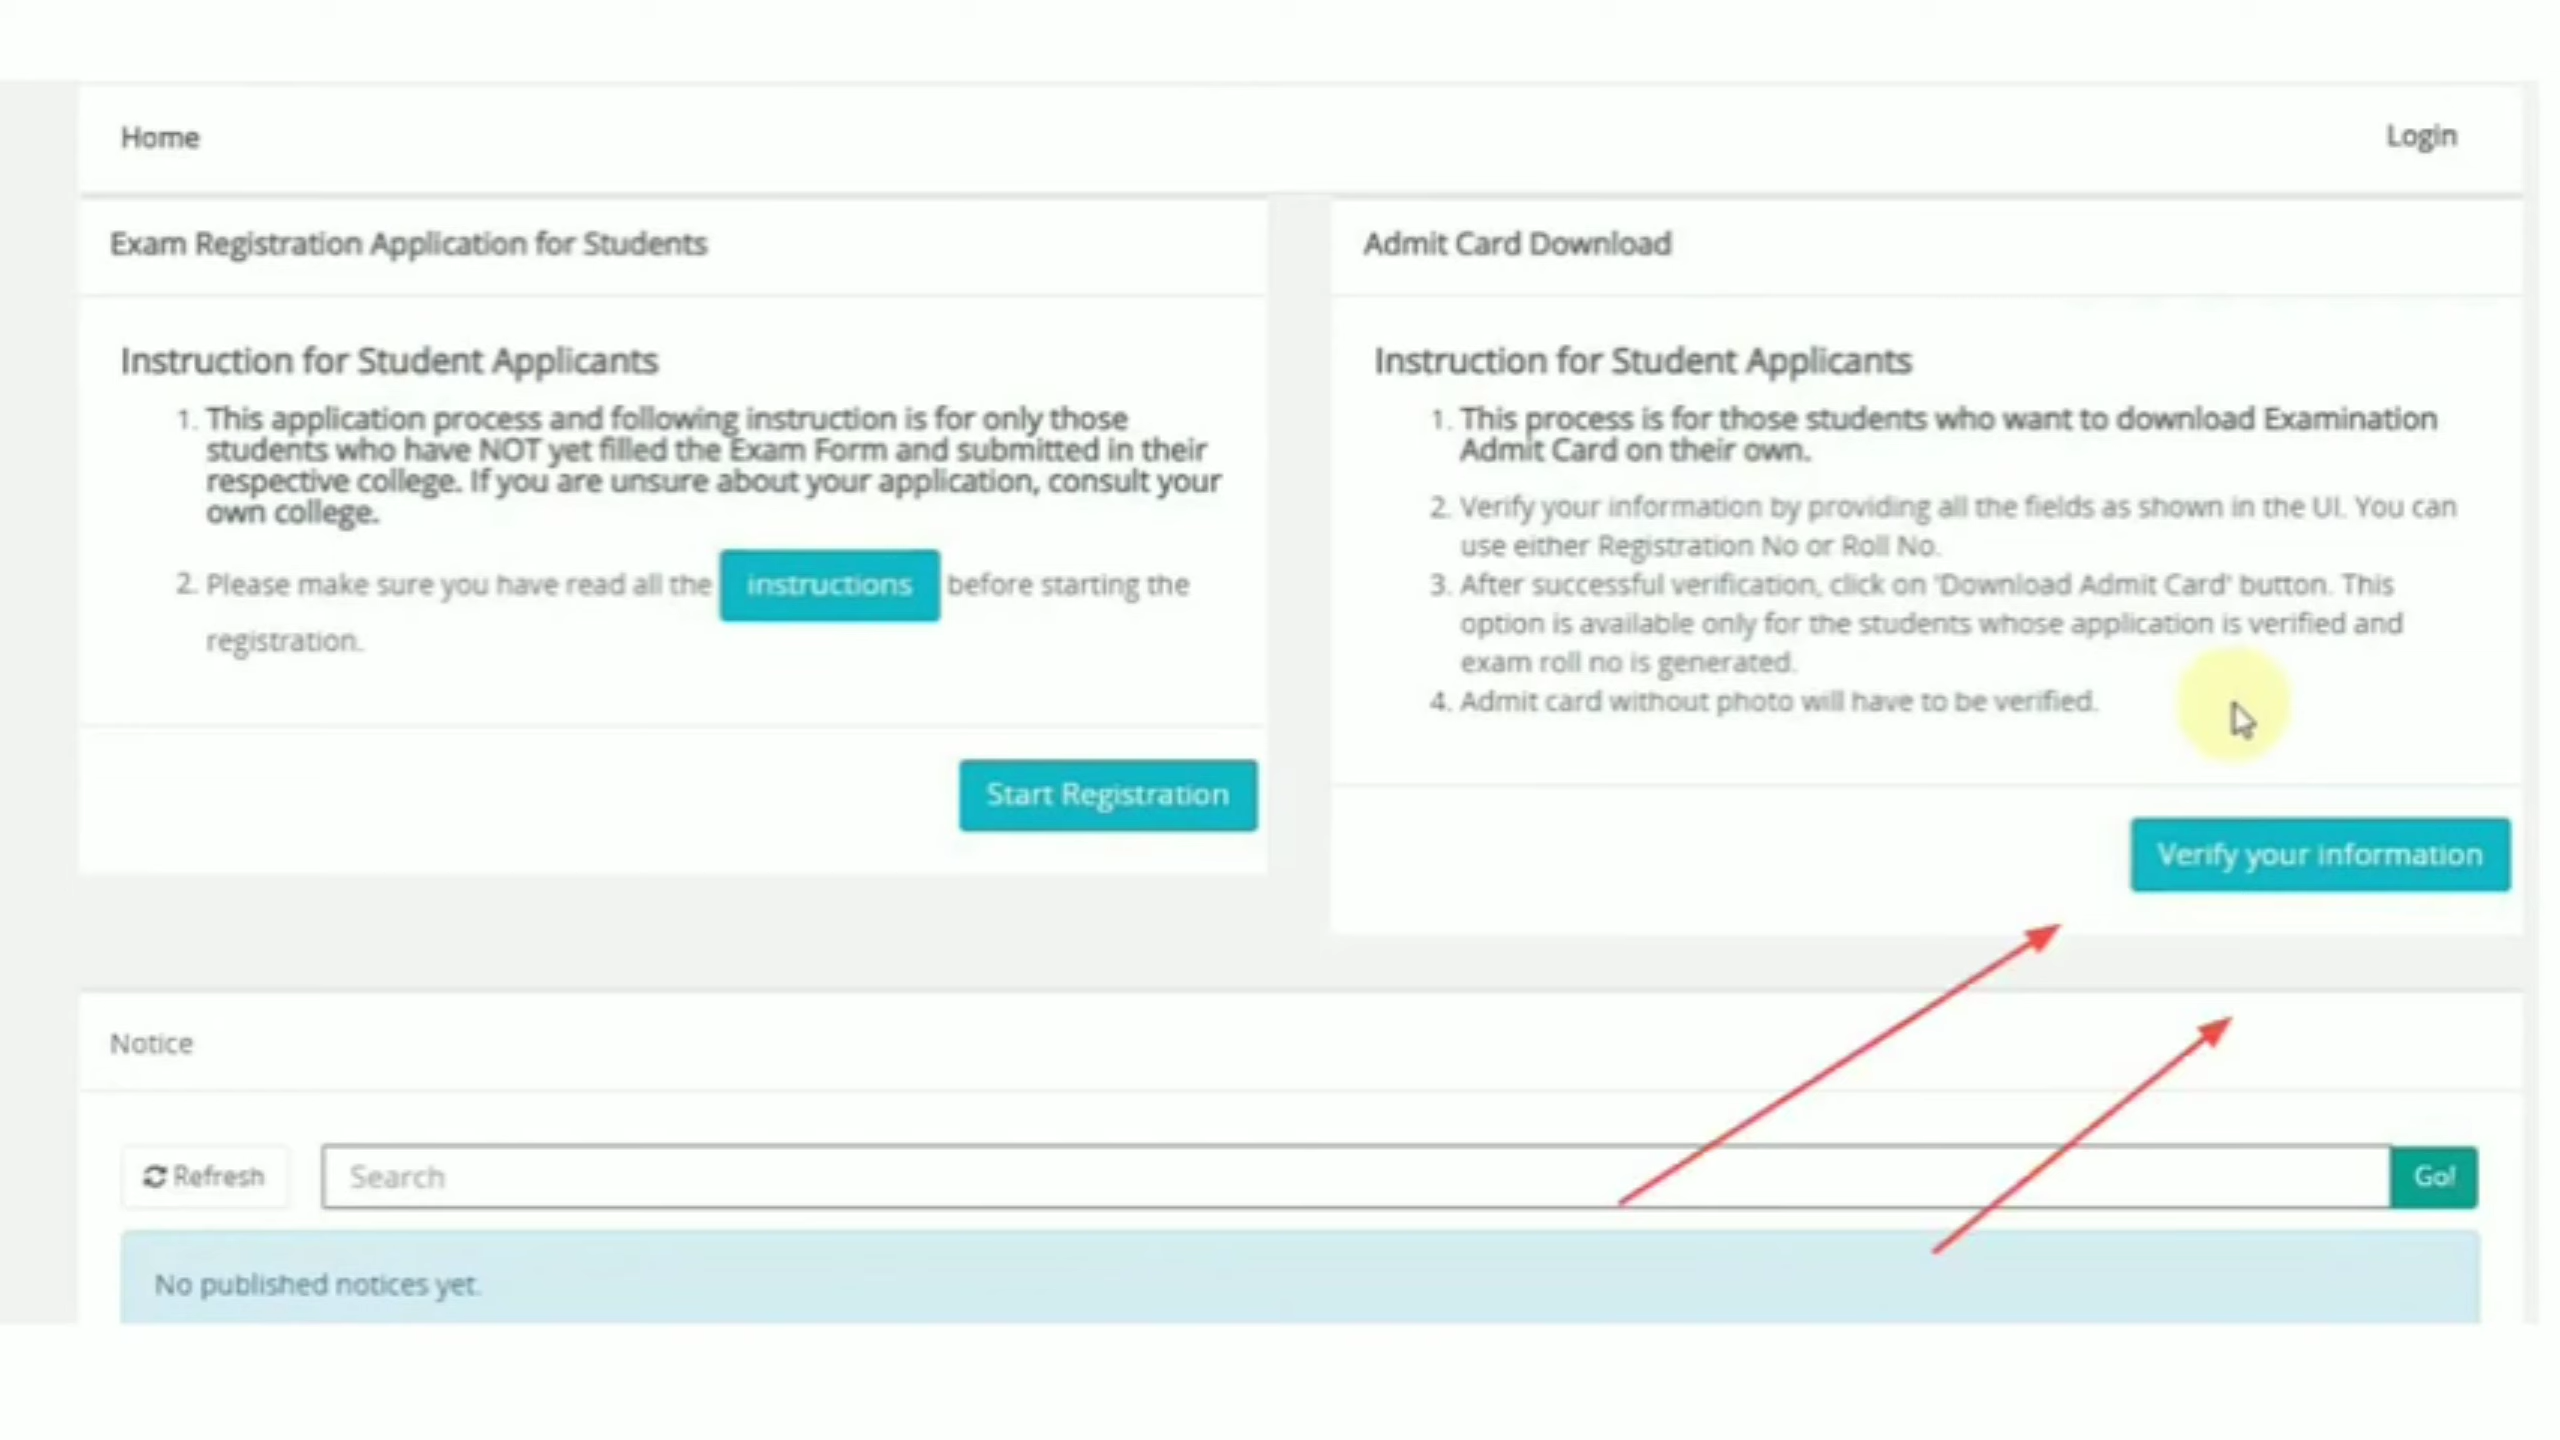 Home
Login
Exam Registration Application for Students
Instruction for Student Applicants
1. This application process and following instruction is for only those
students who have NOT yet filled the Exam Form and submitted in their
respective college. If you are unsure about your application, consult your
own college.
2. Please make sure you have read all the instructions before starting the
registration.
Start Registration
Admit Card Download
Instruction for Student Applicants
1. This process is for those students who want to download Examination
Admit Card on their own.
2. Verify your information by providing all the fields as shown in the UI. You can
use either Registration No or Roll No.
3. After successful verification, click on 'Download Admit Card' button. This
option is available only for the students whose application is verified and
exam roll no is generated.
4. Admit card without photo will have to be verified.
Verify your information
Notice
Refresh
Search
Go!
No published notices yet.